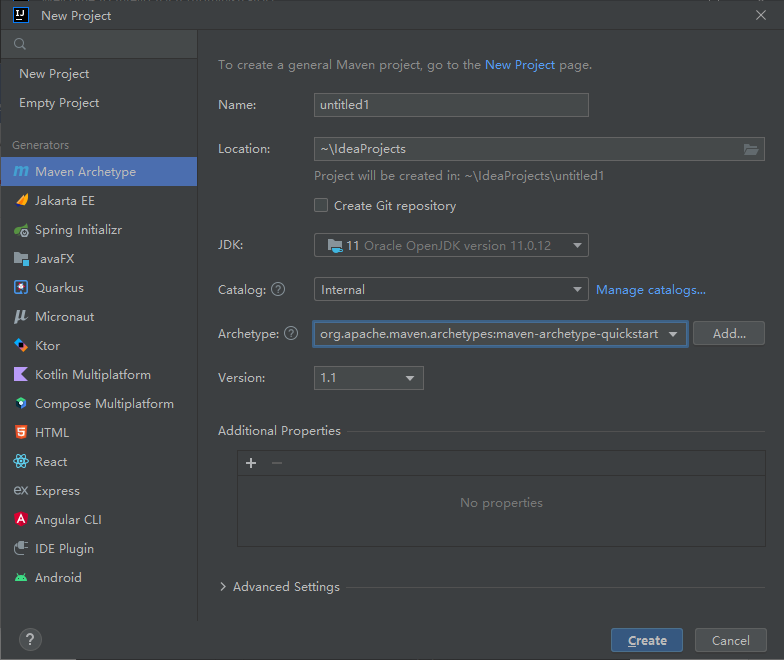 New Project
New Project
Empty Project
Generators
Maven Archetype
Jakarta EE
Spring Initializr
JavaFX
Quarkus
Micronaut
Ktor
Kotlin Multiplatform
Compose Multiplatform
HTML
React
Express
Angular CLI
IDE Plugin
Android
To create a general Maven project, go to the New Project page.
Name: untitled1
Location: ~\IdeaProjects
Project will be created in: ~\IdeaProjects\untitled1
Create Git repository
JDK: 11 Oracle OpenJDK version 11.0.12
Catalog: ? Internal Manage catalogs...
Archetype: ? org.apache.maven.archetypes:maven-archetype-quickstart Add...
Version: 1.1
Additional Properties
No properties
Advanced Settings
? Create Cancel